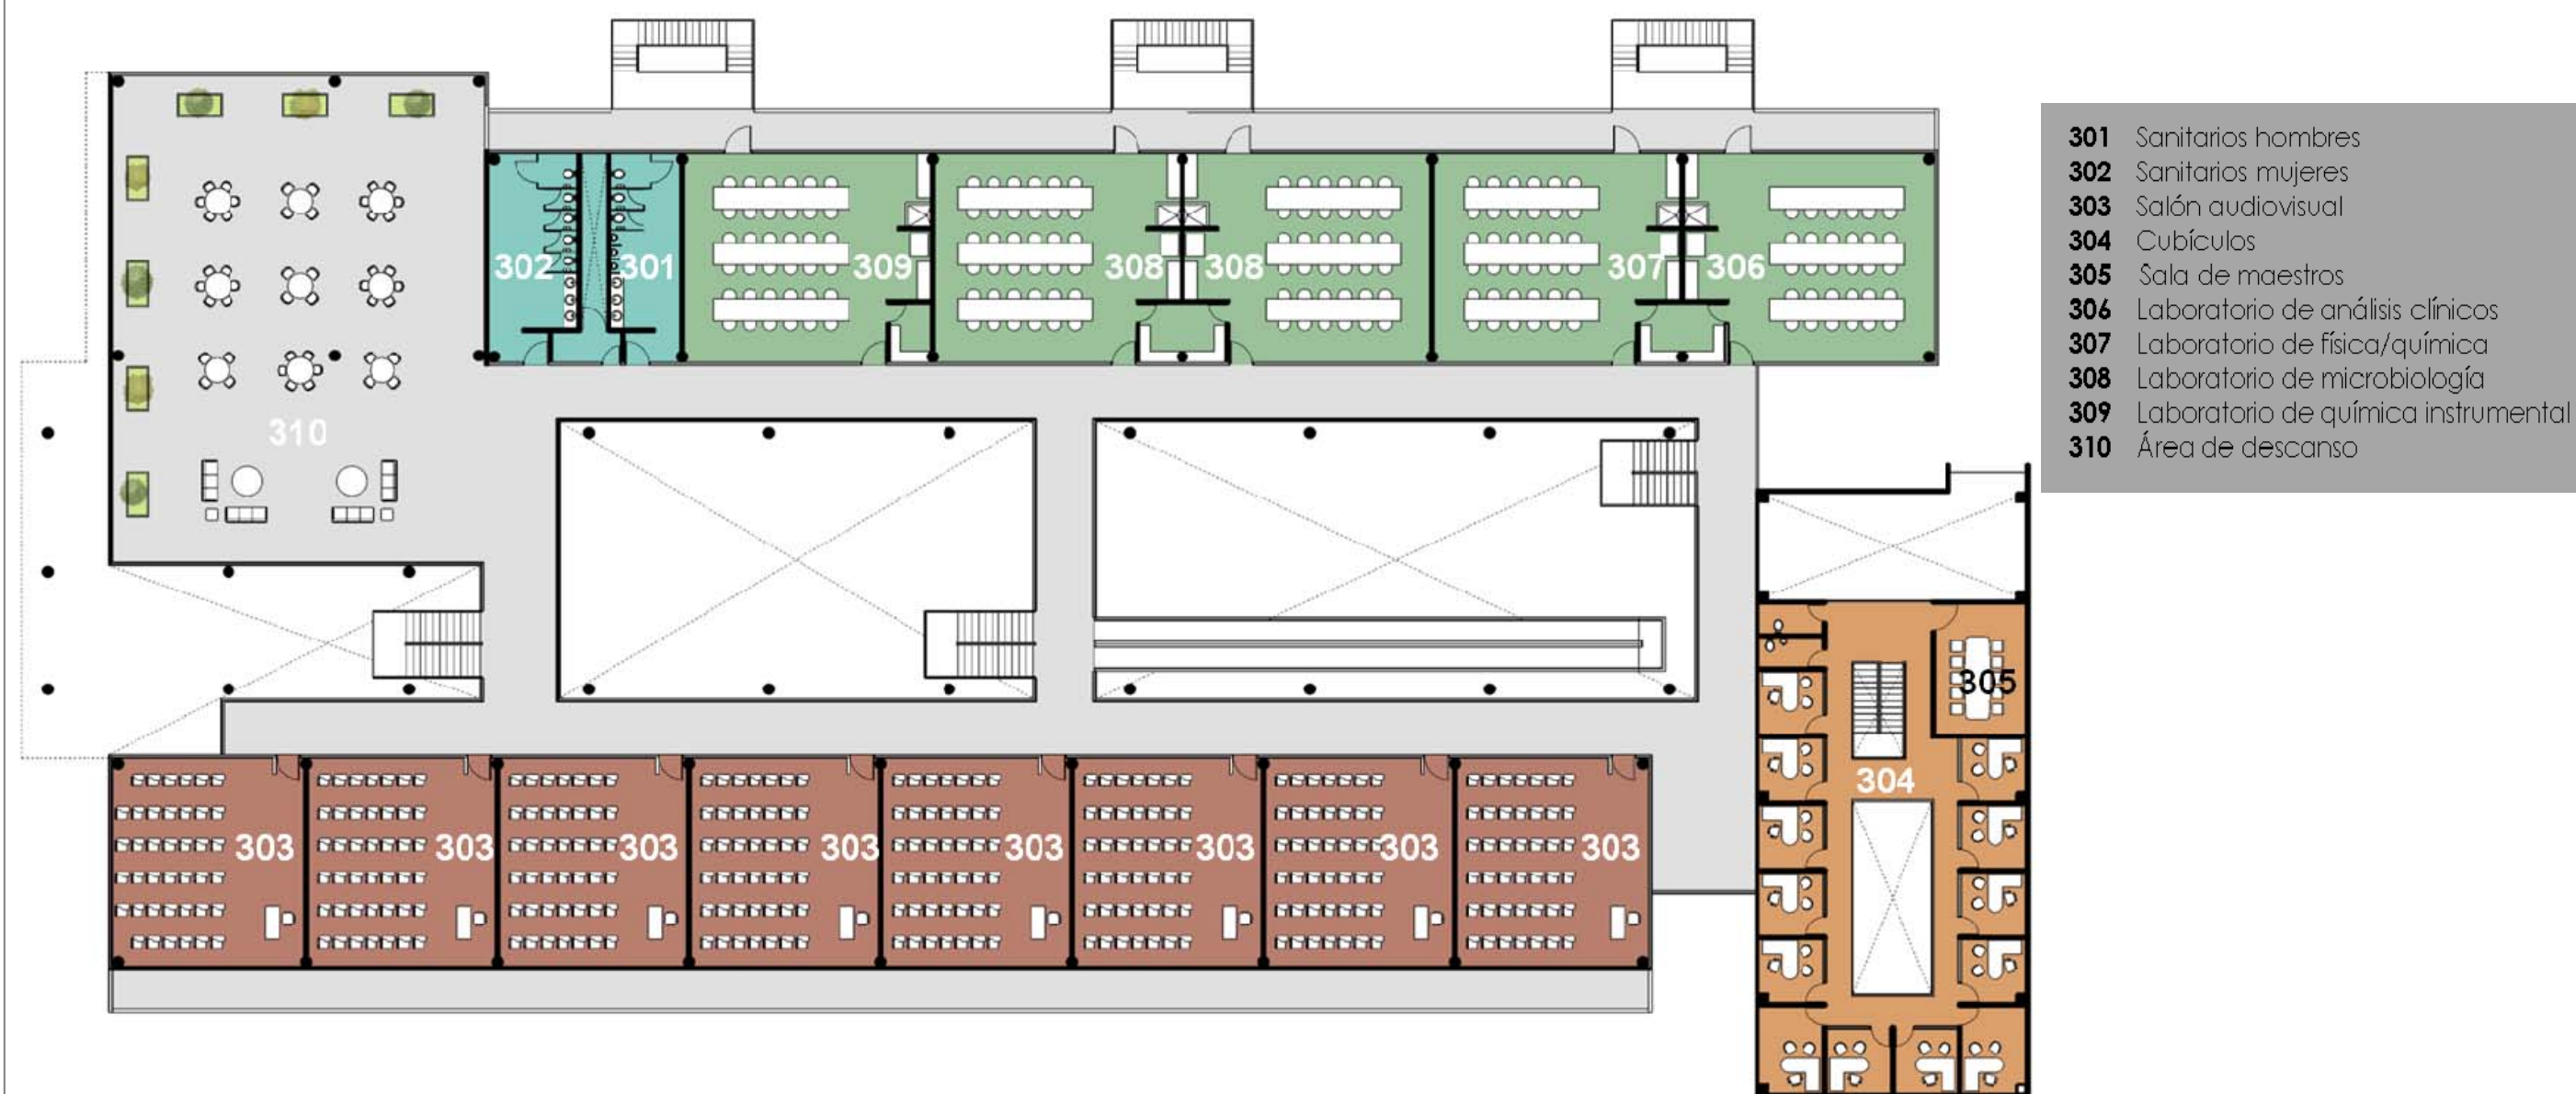 301 Sanitarios hombres
302 Sanitarios mujeres
303 Salón audiovisual
304 Cubículos
305 Sala de maestros
306 Laboratorio de análisis clínicos
307 Laboratorio de física/química
308 Laboratorio de microbiología
309 Laboratorio de química instrumental
310 Área de descanso
302
301
309
308
308
307
306
310
305
304
303
303
303
303
303
303
303
303